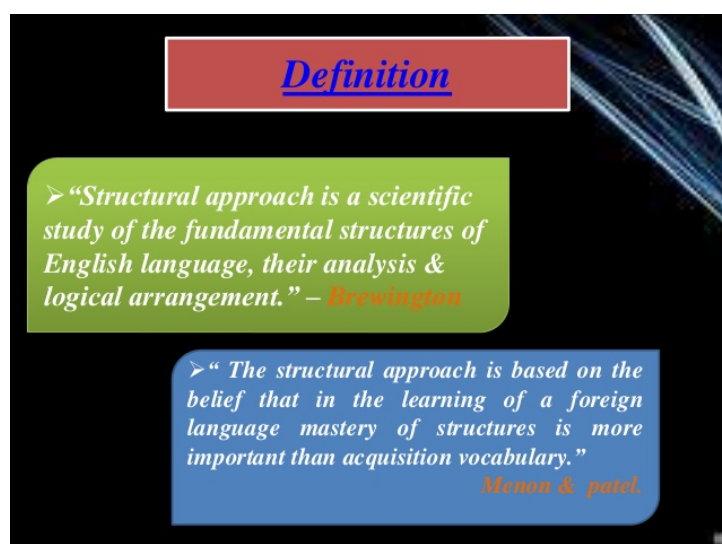 Definition
➢“Structural approach is a scientific
study of the fundamental structures of
English language, their analysis &
logical arrangement.” – Brewington
➢“ The structural approach is based on the
belief that in the learning of a foreign
language mastery of structures is more
important than acquisition vocabulary.”
Menon & patel.